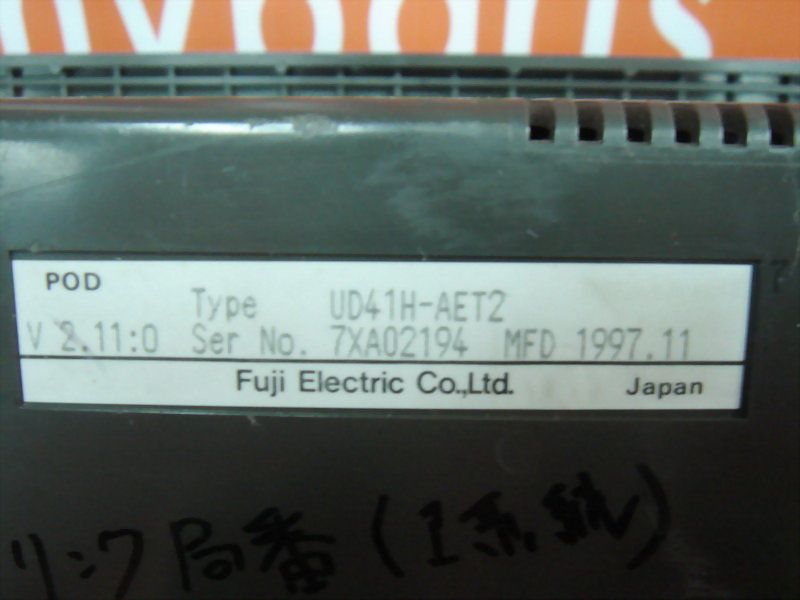 POD
Type UD41H-AET2
V 2.11:0 Ser No. 7XA02194 MFD 1997.11
Fuji Electric Co.,Ltd. Japan
リンク局番(1系統)